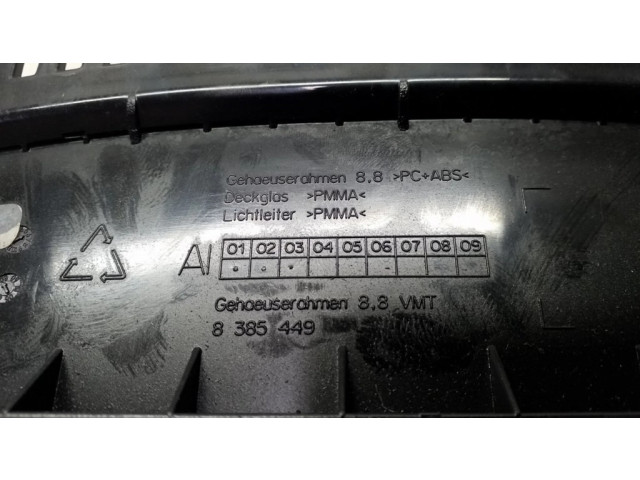 Gehaeuserahmen 8,8 >PC+ABS<
Deckglas >PMMA<
Lichtleiter >PMMA<
AI 01 02 03 04 05 06 07 08 09
Gehaeuserahmen 8,8 VMT
8 385 449